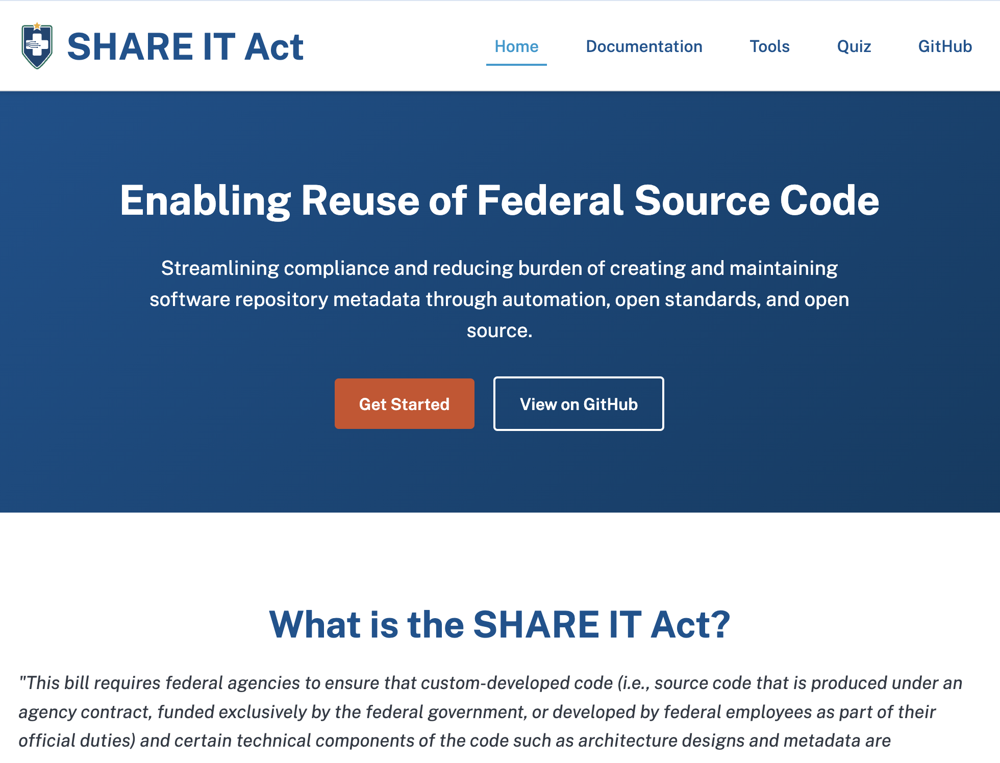 SHARE IT Act
Home
Documentation
Tools
Quiz
GitHub
Enabling Reuse of Federal Source Code
Streamlining compliance and reducing burden of creating and maintaining
software repository metadata through automation, open standards, and open
source.
Get Started
View on GitHub
What is the SHARE IT Act?
"This bill requires federal agencies to ensure that custom-developed code (i.e., source code that is produced under an
agency contract, funded exclusively by the federal government, or developed by federal employees as part of their
official duties) and certain technical components of the code such as architecture designs and metadata are